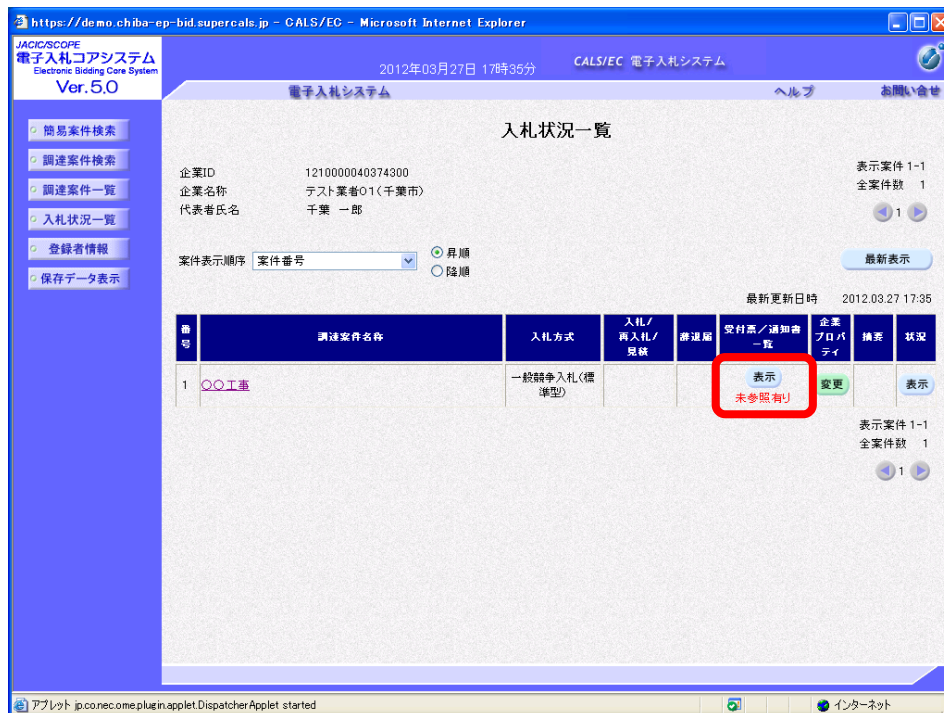 https://demo.chiba-ep-bid.supercals.jp - CALS/EC - Microsoft Internet Explorer
JACIC/SCOPE
電子入札コアシステム
Electronic Bidding Core System
Ver.5.0
2012年03月27日 17時35分
CALS/EC 電子入札システム
電子入札システム
ヘルプ
お問い合せ
簡易案件検索
調達案件検索
調達案件一覧
入札状況一覧
登録者情報
保存データ表示
入札状況一覧
企業ID 1210000040374300
企業名称 テスト業者01(千葉市)
代表者氏名 千葉 一郎
表示案件 1-1
全案件数 1
1
案件表示順序 案件番号
昇順
降順
最新表示
最新更新日時 2012.03.27 17:35
番号 調達案件名称 入札方式 入札/再入札/見積 辞退届 受付票/通知書一覧 企業プロパティ 摘要 状況
1 〇〇工事 一般競争入札(標準型) 表示 未参照有り 変更 表示
表示案件 1-1
全案件数 1
1
アプレット jp.co.nec.ome.plugin.applet.DispatcherApplet started
インターネット